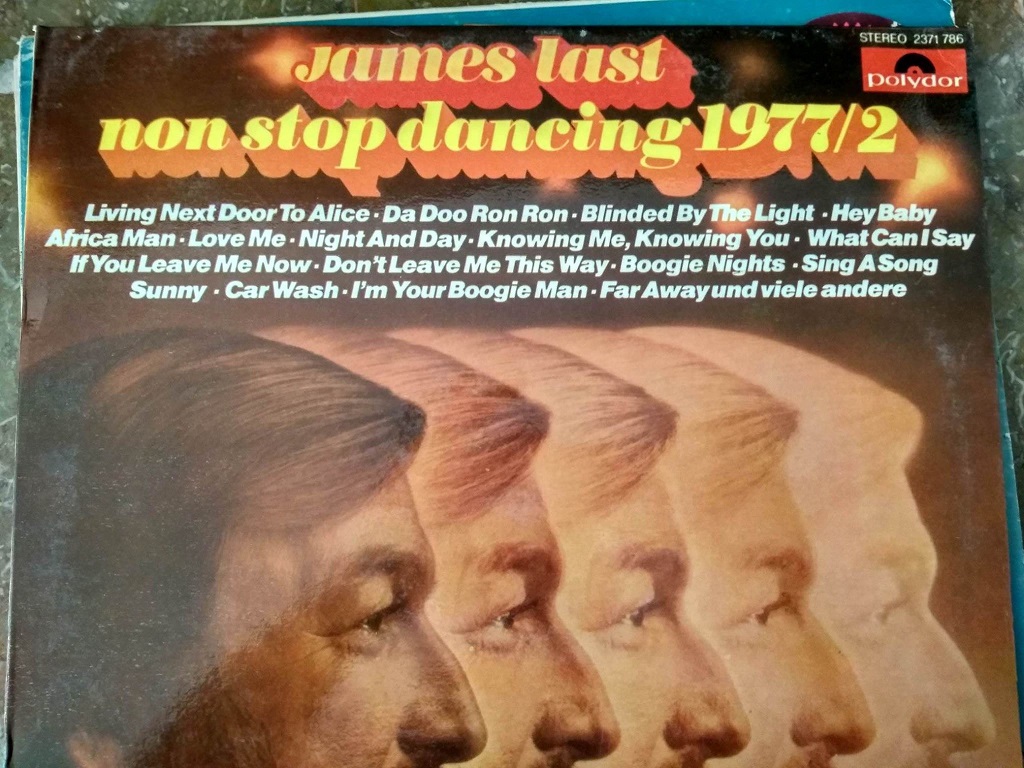 STEREO 2371 786
polydor
james last
non stop dancing 1977/2
Living Next Door To Alice · Da Doo Ron Ron · Blinded By The Light · Hey Baby
Africa Man · Love Me · Night And Day · Knowing Me, Knowing You · What Can I Say
If You Leave Me Now · Don't Leave Me This Way · Boogie Nights · Sing A Song
Sunny · Car Wash · I'm Your Boogie Man · Far Away und viele andere